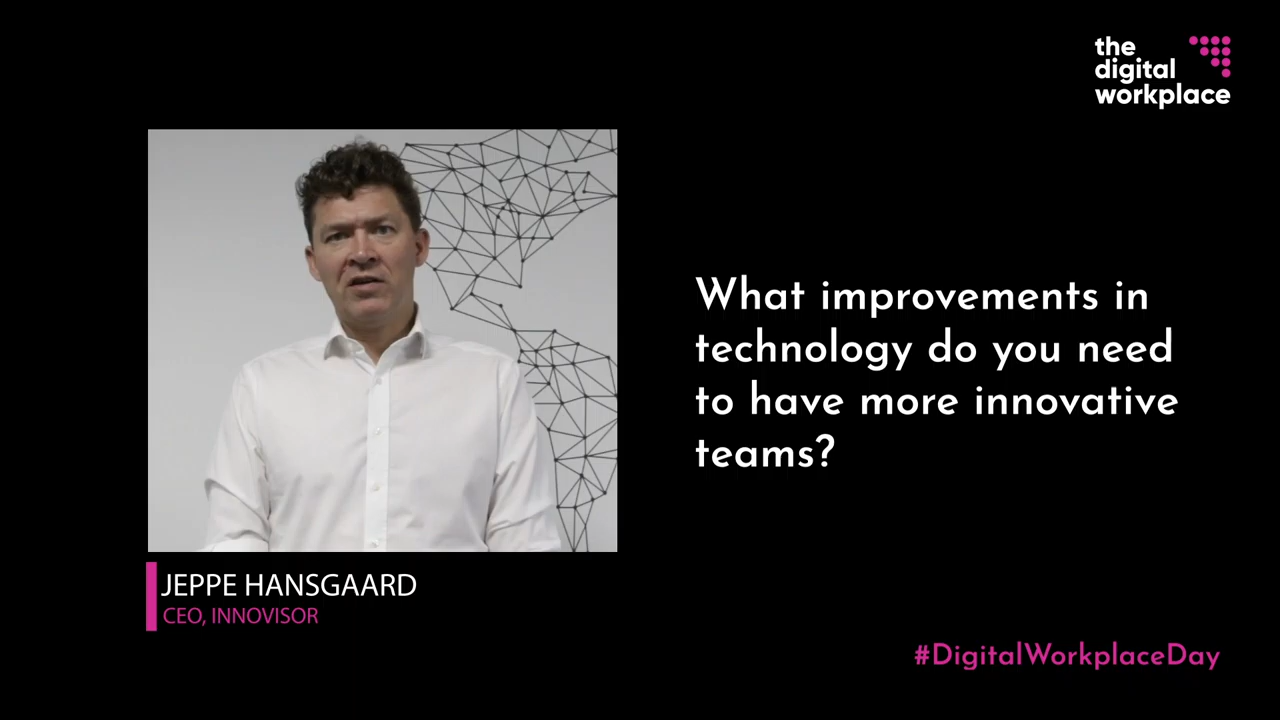 the
digital
workplace
What improvements in
technology do you need
to have more innovative
teams?
JEPPE HANSGAARD
CEO, INNOVISOR
#DigitalWorkplaceDay